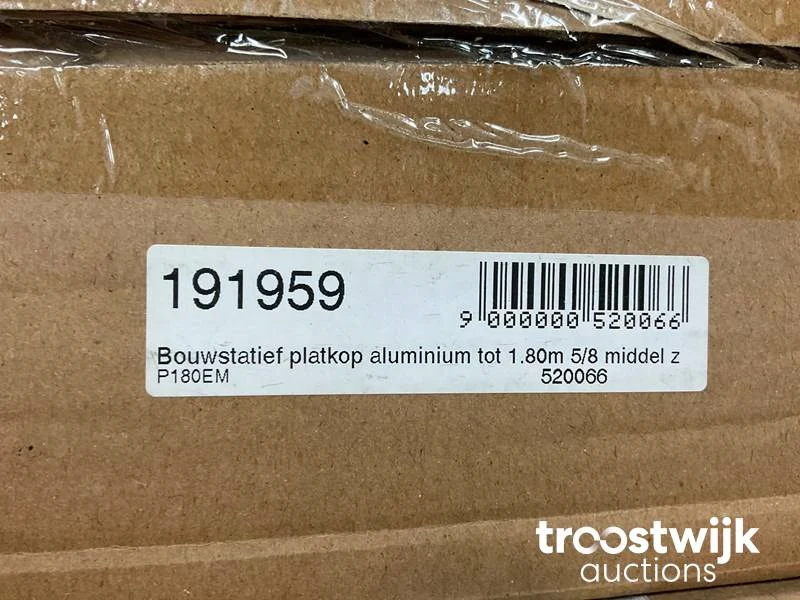 191959
9 000000 520066
Bouwstatief platkop aluminium tot 1.80m 5/8 middel z
P180EM 520066
troostwijk
auctions